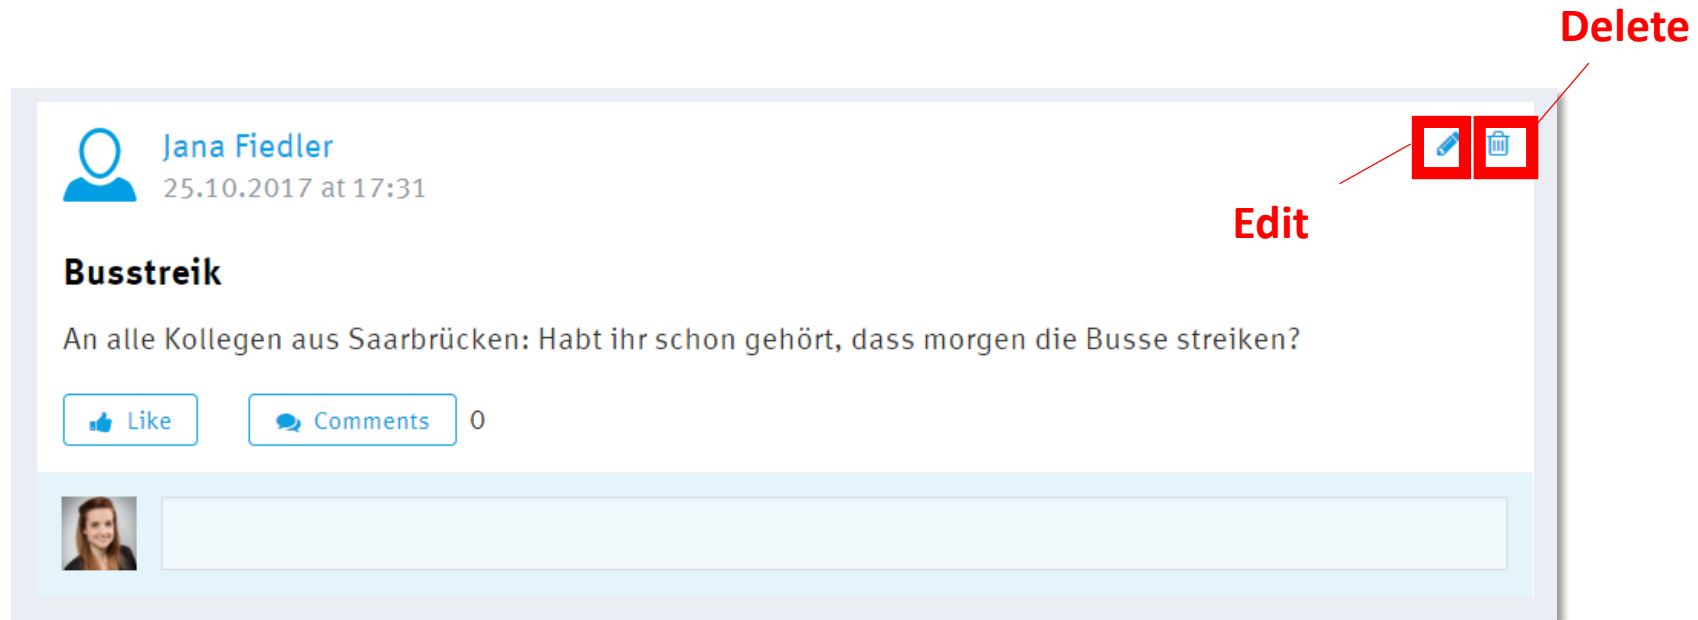 Delete
Jana Fiedler
25.10.2017 at 17:31
Edit
Busstreik
An alle Kollegen aus Saarbrücken: Habt ihr schon gehört, dass morgen die Busse streiken?
Like Comments 0